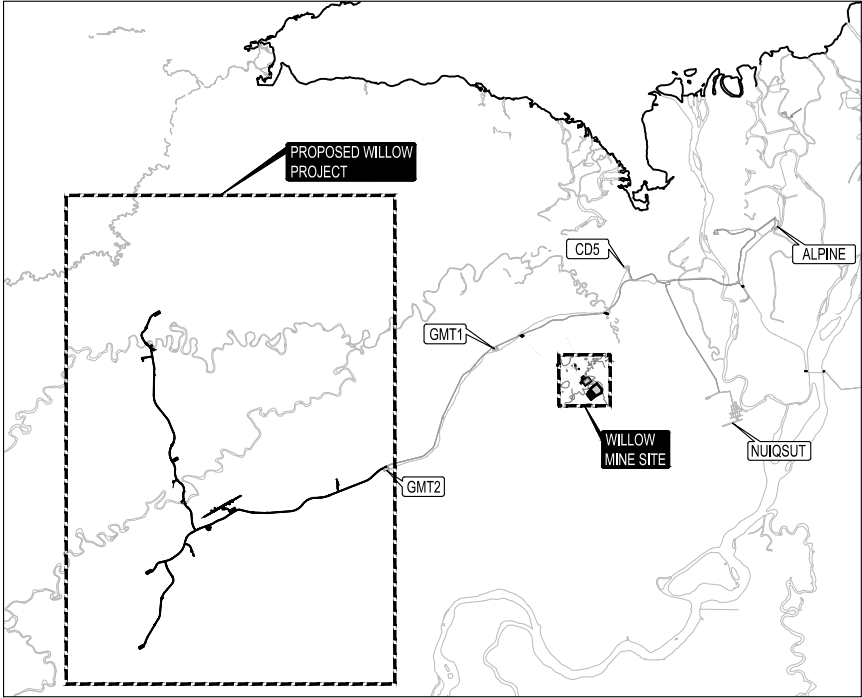 PROPOSED WILLOW
PROJECT
CD5
ALPINE
GMT1
WILLOW
MINE SITE
NUIQSUT
GMT2